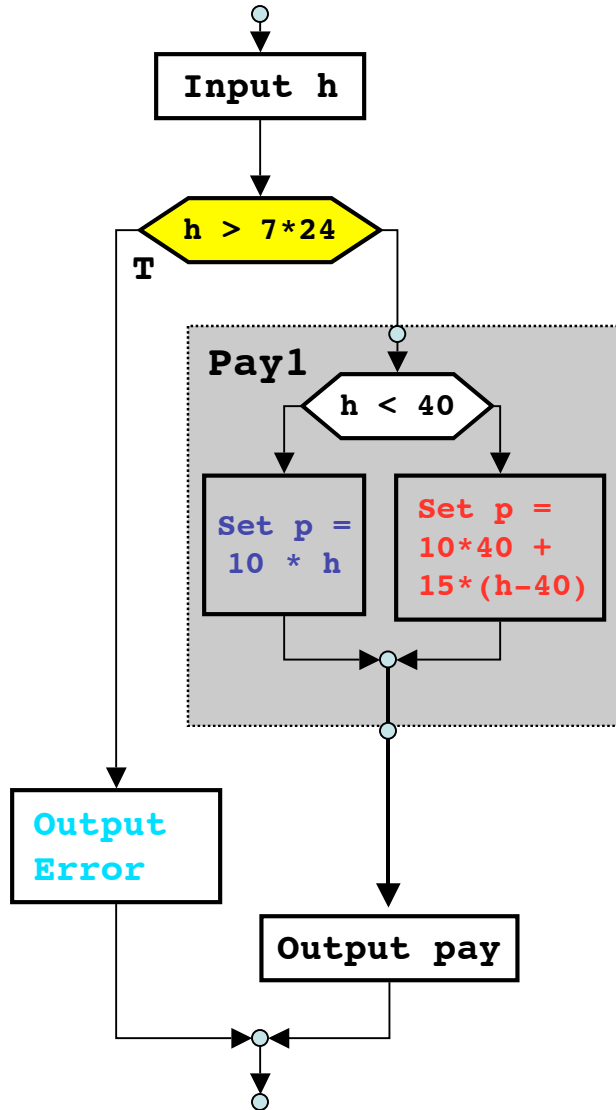 Input h
h > 7*24
T
Pay1
h < 40
Set p =
10 * h
Set p =
10*40 +
15*(h-40)
Output
Error
Output pay